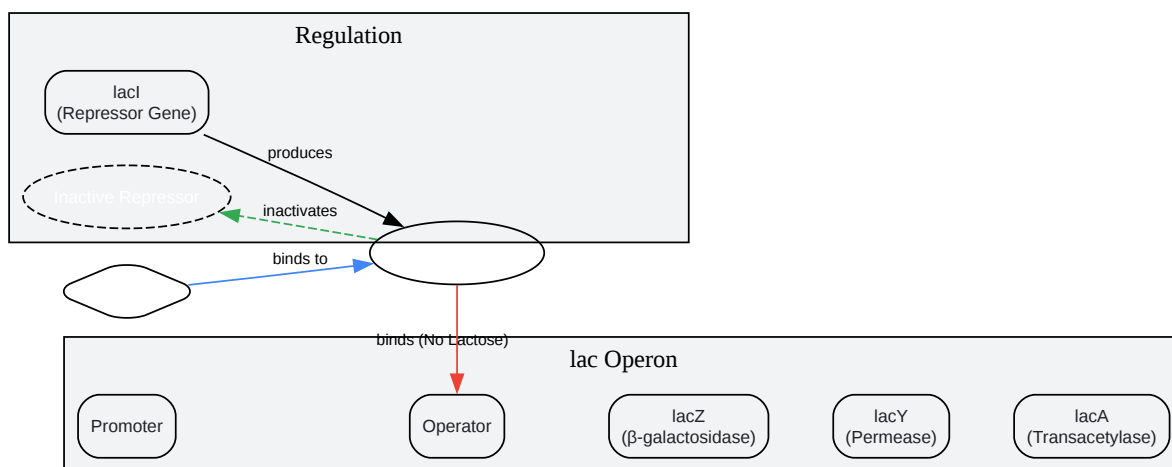 Regulation
lacI
(Repressor Gene)
produces
Inactive Repressor
inactivates
binds to
binds (No Lactose)
lac Operon
Promoter
Operator
lacZ
(β-galactosidase)
lacY
(Permease)
lacA
(Transacetylase)